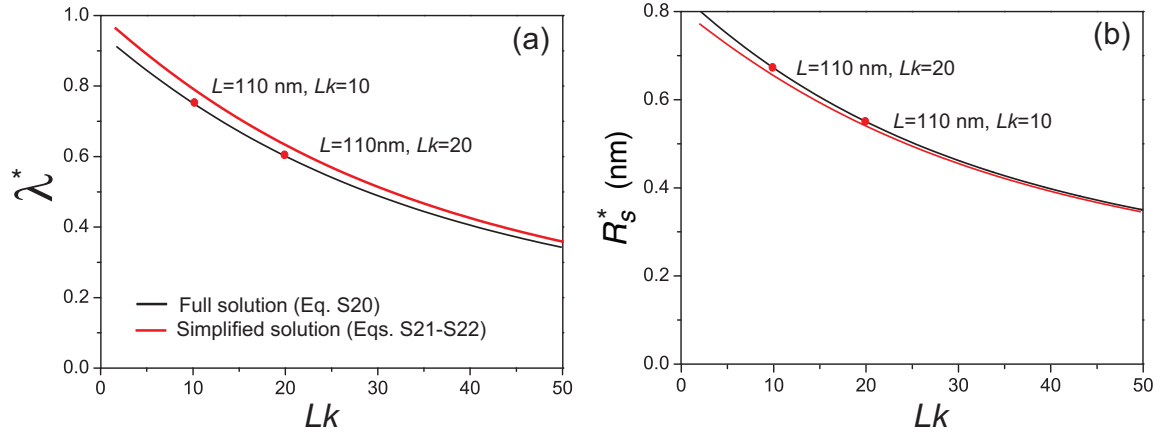 (a)
1.0
0.8
0.6
0.4
0.2
0.0
λ*
L=110 nm, Lk=10
L=110nm, Lk=20
Full solution (Eq. S20)
Simplified solution (Eqs. S21-S22)
0 10 20 30 40 50
Lk
(b)
0.8
0.6
0.4
0.2
0.0
Rs* (nm)
L=110 nm, Lk=20
L=110 nm, Lk=10
0 10 20 30 40 50
Lk